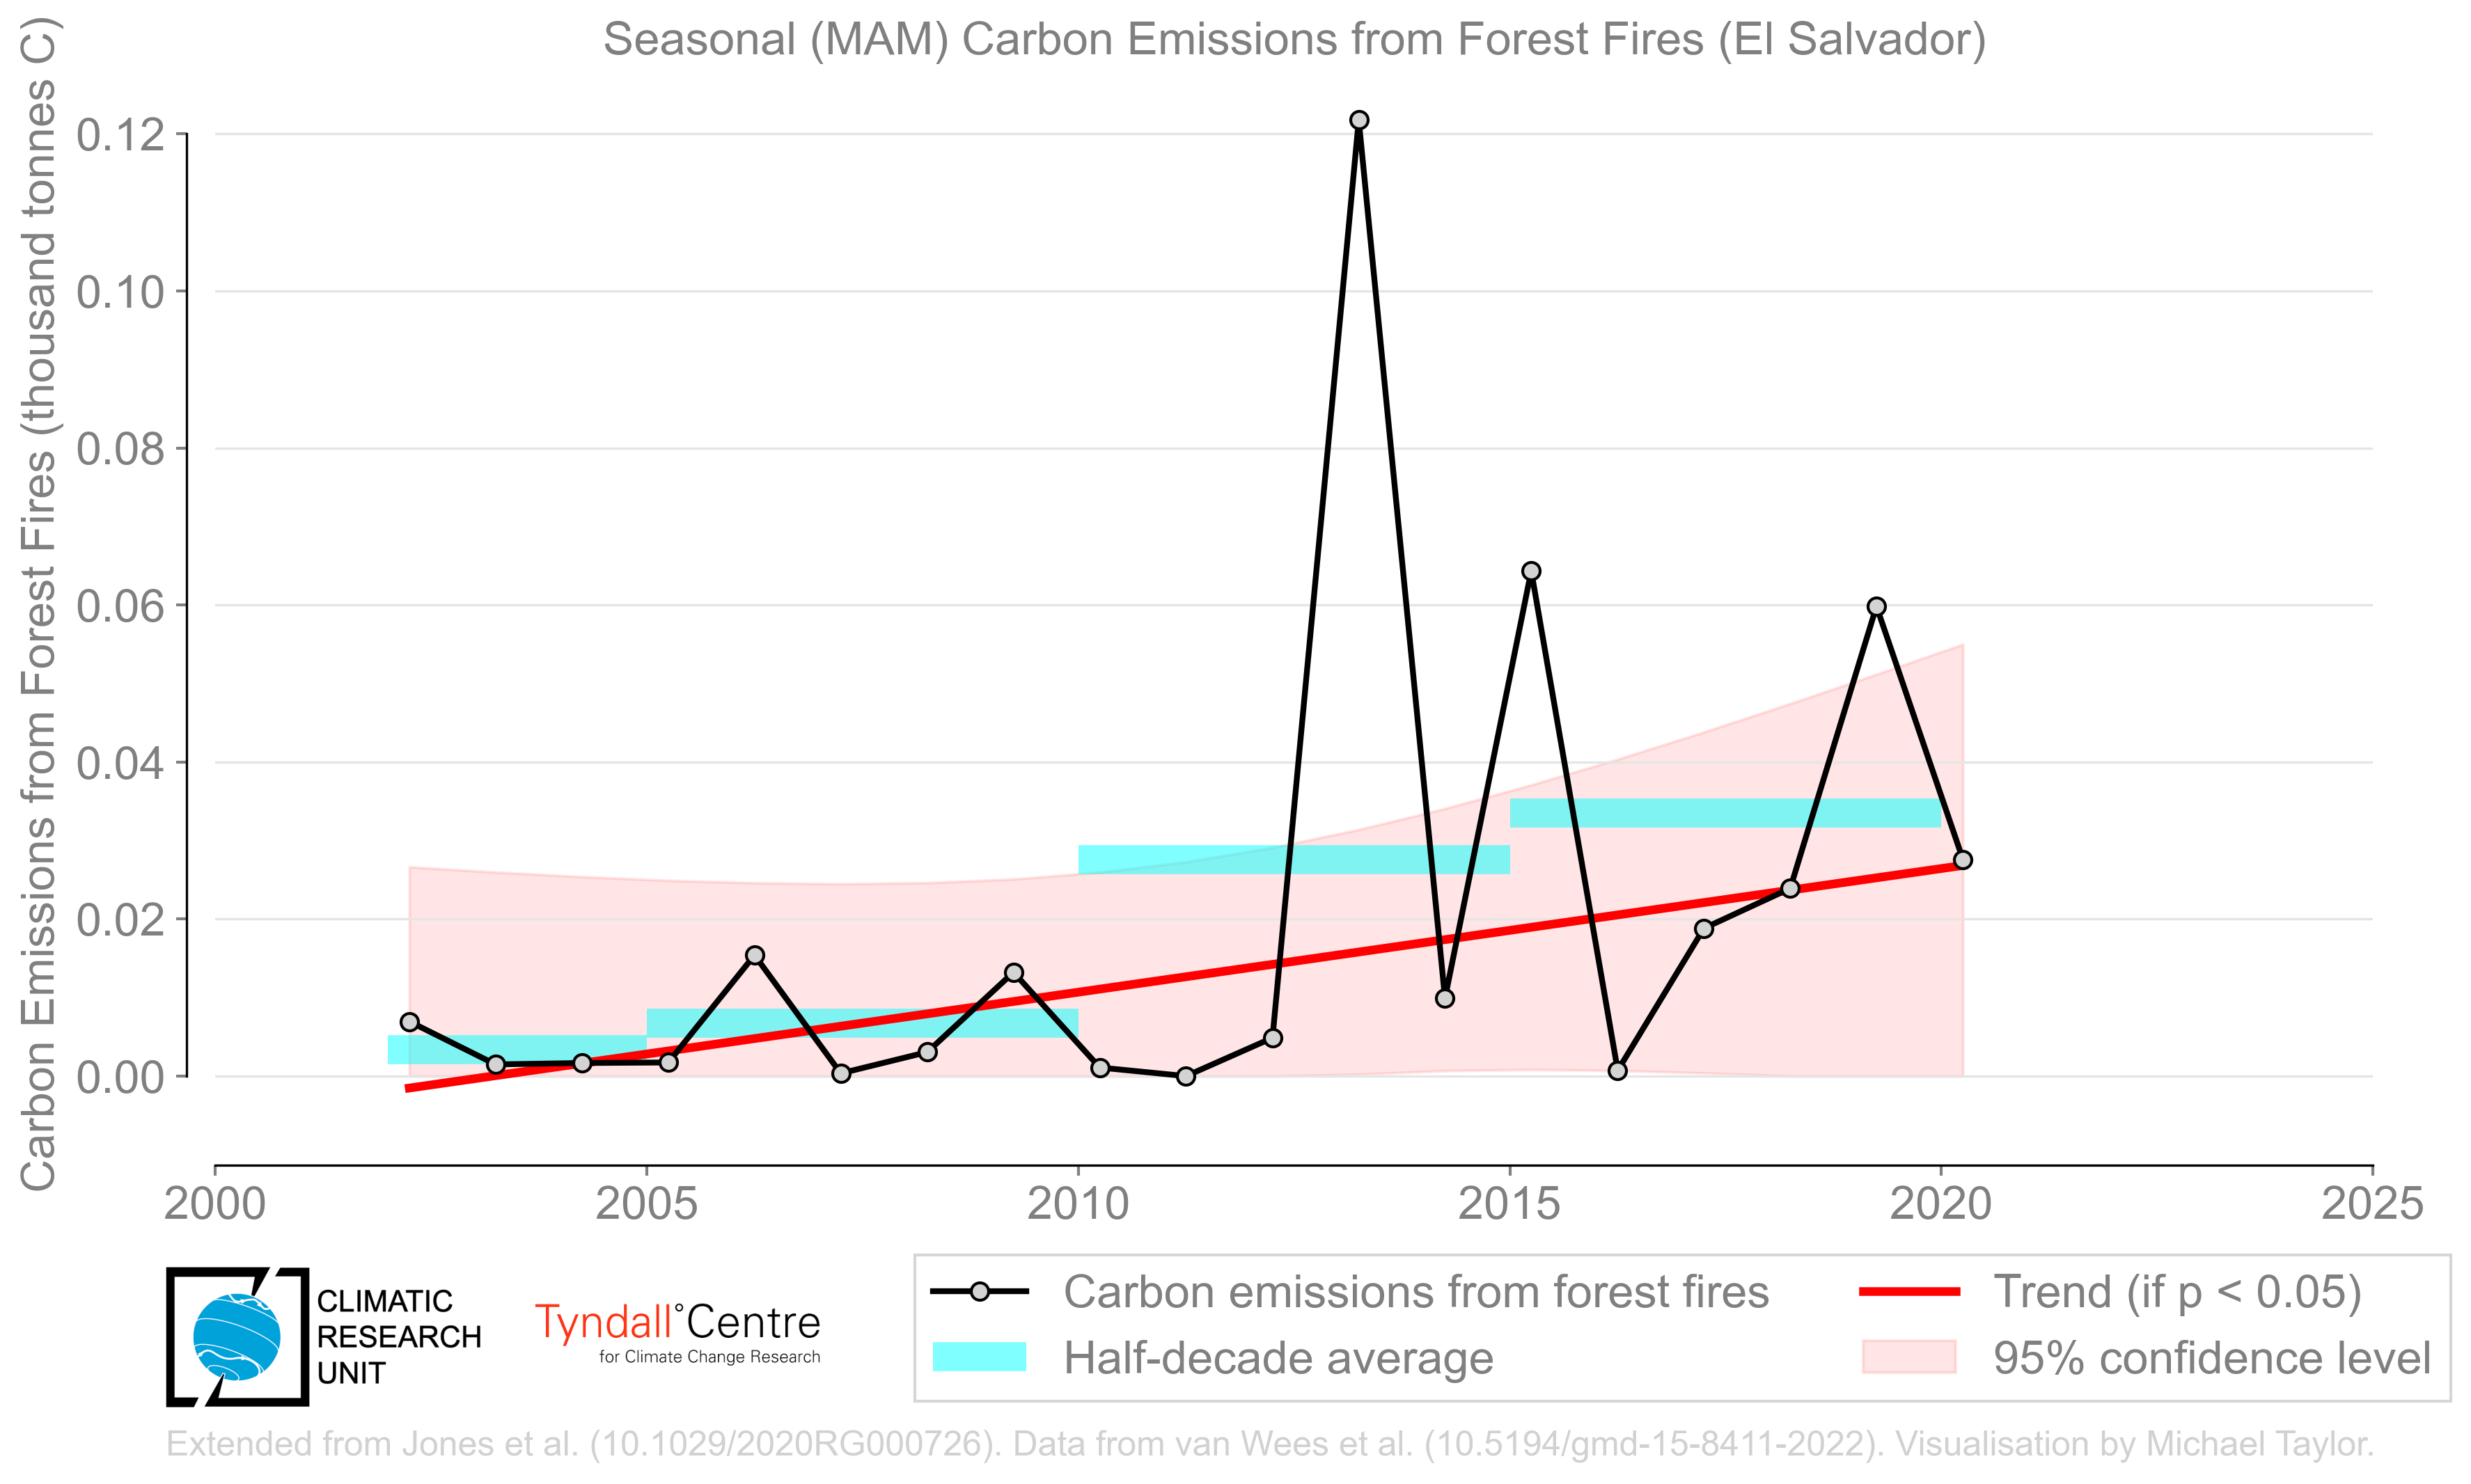 Seasonal (MAM) Carbon Emissions from Forest Fires (El Salvador)
Carbon Emissions from Forest Fires (thousand tonnes C)
0.12
0.10
0.08
0.06
0.04
0.02
0.00
2000 2005 2010 2015 2020 2025
CLIMATIC
RESEARCH
UNIT
Tyndall°Centre
for Climate Change Research
Carbon emissions from forest fires
Half-decade average
Trend (if p < 0.05)
95% confidence level
Extended from Jones et al. (10.1029/2020RG000726). Data from van Wees et al. (10.5194/gmd-15-8411-2022). Visualisation by Michael Taylor.